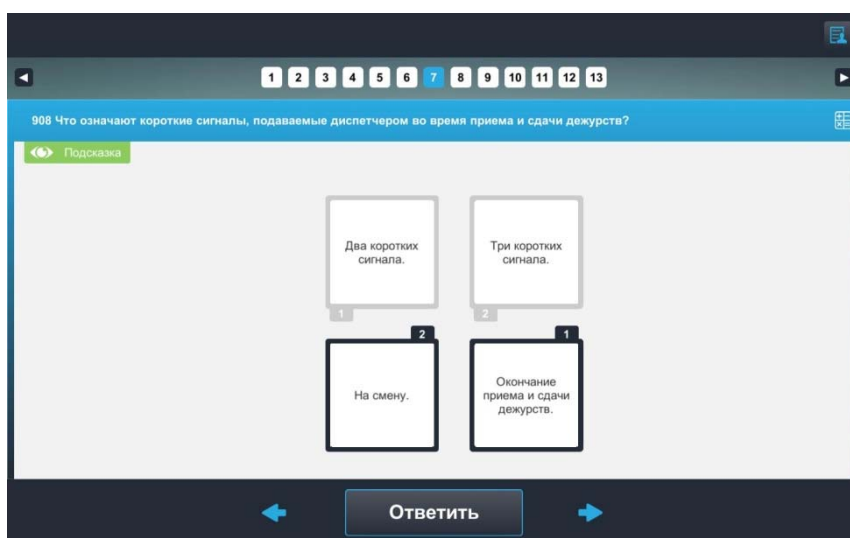 1 2 3 4 5 6 7 8 9 10 11 12 13
908 Что означают короткие сигналы, подаваемые диспетчером во время приема и сдачи дежурств?
Подсказка
Два коротких
сигнала.
1
Три коротких
сигнала.
2
2
На смену.
1
Окончание
приема и сдачи
дежурств.
Ответить